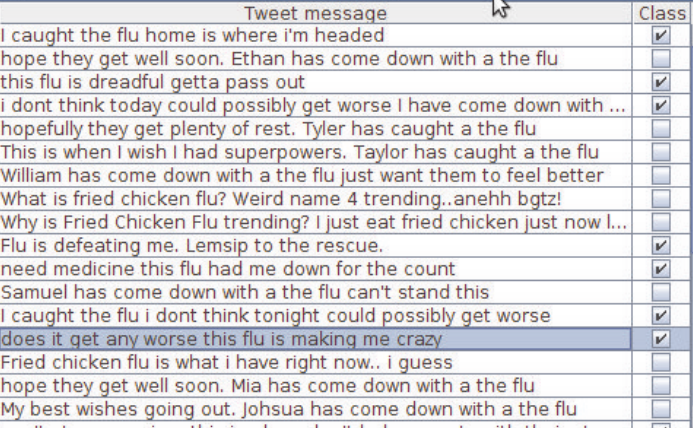 Tweet message Class
I caught the flu home is where i'm headed
hope they get well soon. Ethan has come down with a the flu
this flu is dreadful getta pass out
i dont think today could possibly get worse I have come down with ...
hopefully they get plenty of rest. Tyler has caught a the flu
This is when I wish I had superpowers. Taylor has caught a the flu
William has come down with a the flu just want them to feel better
What is fried chicken flu? Weird name 4 trending..anehh bgtz!
Why is Fried Chicken Flu trending? I just eat fried chicken just now l...
Flu is defeating me. Lemsip to the rescue.
need medicine this flu had me down for the count
Samuel has come down with a the flu can't stand this
I caught the flu i dont think tonight could possibly get worse
does it get any worse this flu is making me crazy
Fried chicken flu is what i have right now.. i guess
hope they get well soon. Mia has come down with a the flu
My best wishes going out. Johsua has come down with a the flu